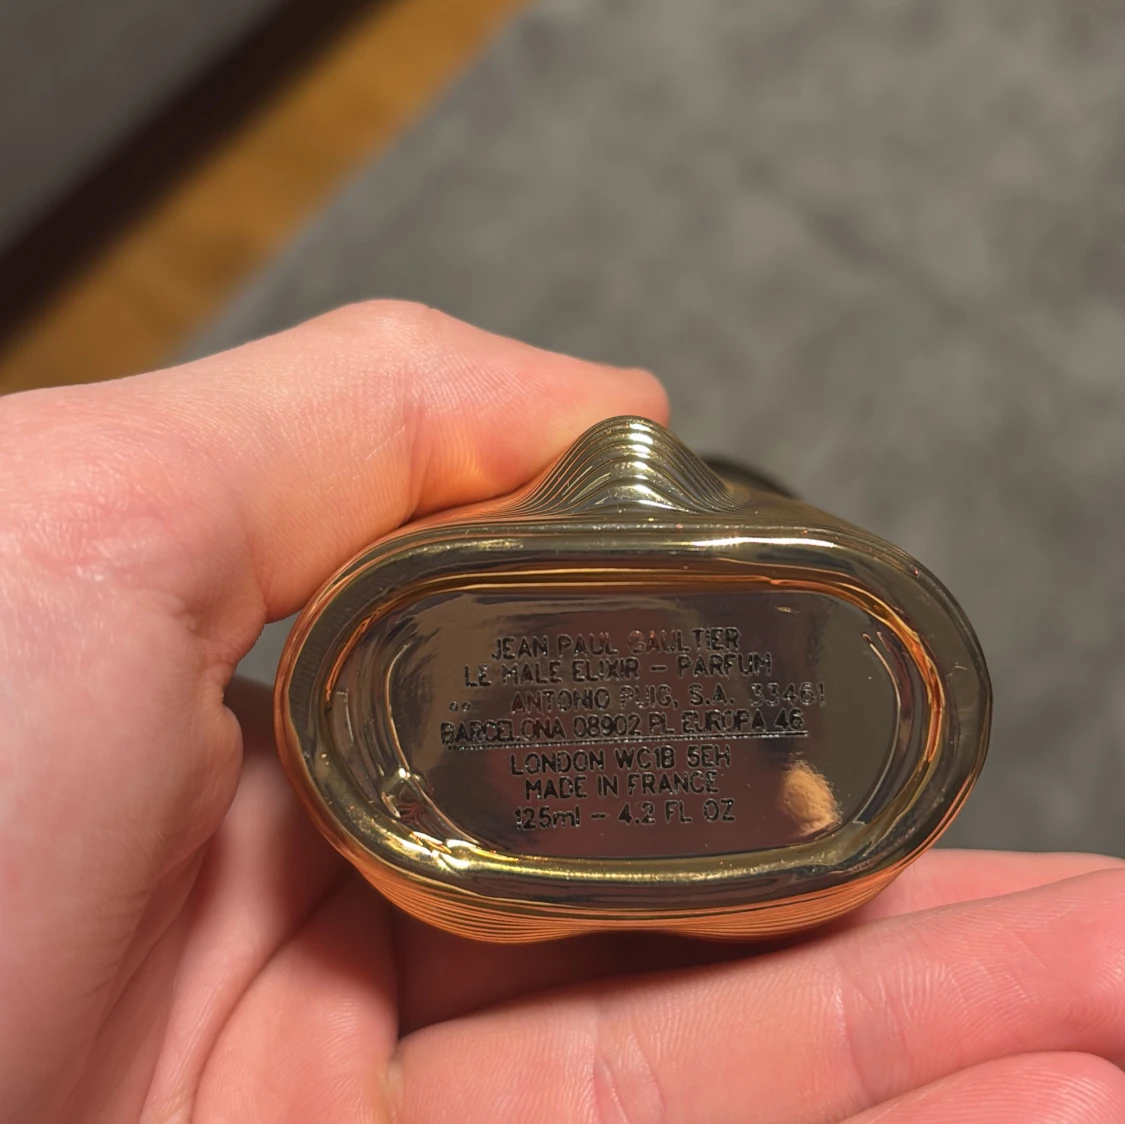 JEAN PAUL GAULTIER
LE MALE ELIXIR – PARFUM
ANTONIO PUIG, S.A. 33461
BARCELONA 08902 PL EUROPA 46
LONDON WC1B 5EH
MADE IN FRANCE
125ml – 4.2 FL OZ